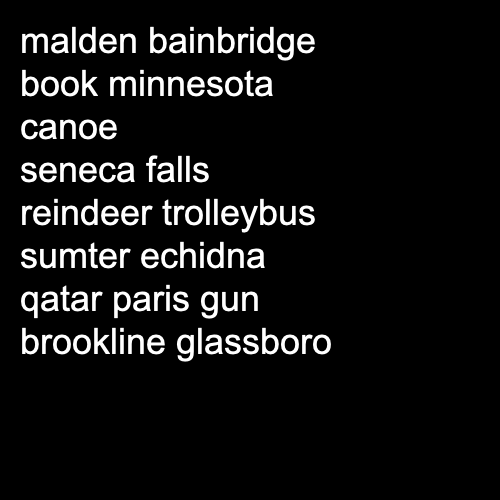 malden bainbridge
book minnesota
canoe
seneca falls
reindeer trolleybus
sumter echidna
qatar paris gun
brookline glassboro